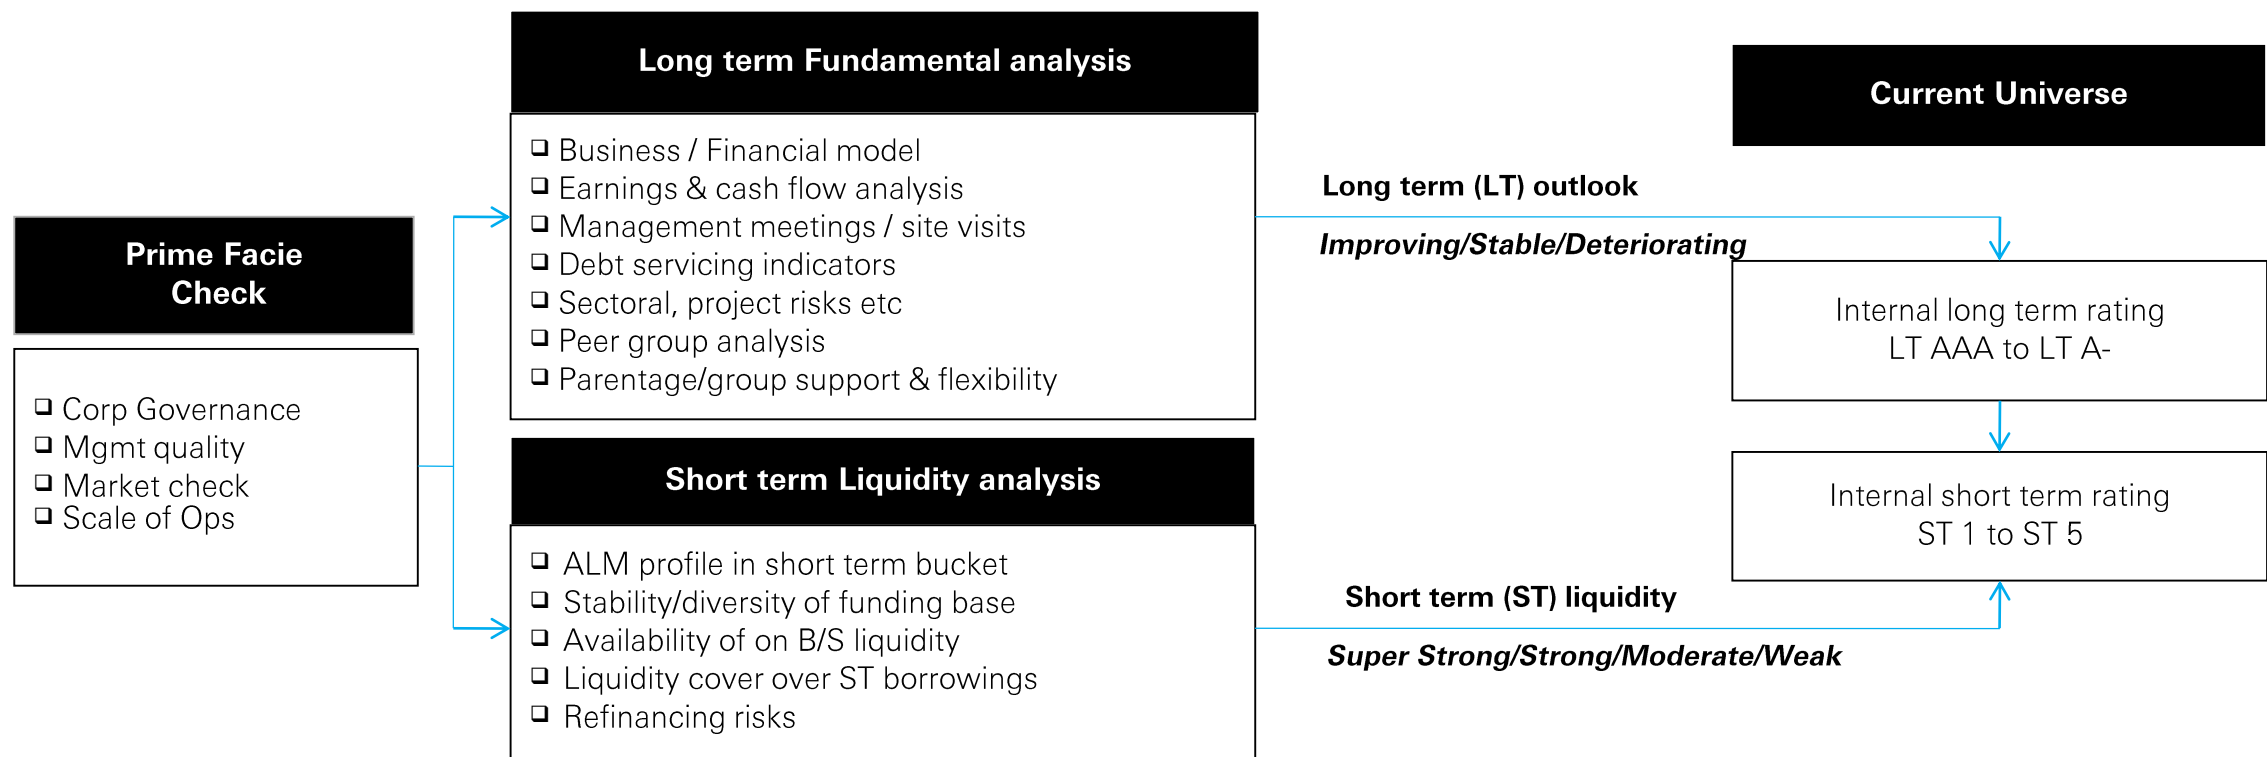 Prime Facie
Check
Corp Governance
Mgmt quality
Market check
Scale of Ops
Long term Fundamental analysis
Business / Financial model
Earnings & cash flow analysis
Management meetings / site visits
Debt servicing indicators
Sectoral, project risks etc
Peer group analysis
Parentage/group support & flexibility
Short term Liquidity analysis
ALM profile in short term bucket
Stability/diversity of funding base
Availability of on B/S liquidity
Liquidity cover over ST borrowings
Refinancing risks
Long term (LT) outlook
Improving/Stable/Deteriorating
Short term (ST) liquidity
Super Strong/Strong/Moderate/Weak
Current Universe
Internal long term rating
LT AAA to LT A-
Internal short term rating
ST 1 to ST 5